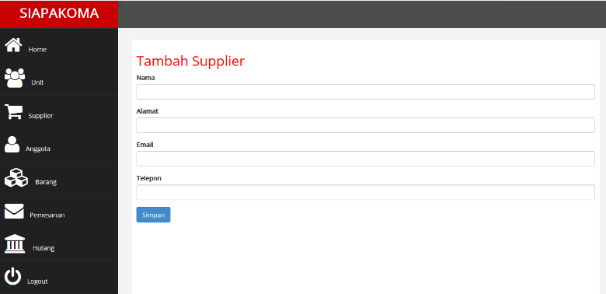 SIAPAKOMA
Home
Unit
Supplier
Anggota
Barang
Pemesanan
Hutang
Logout
Tambah Supplier
Nama
Alamat
Email
Telepon
Simpan